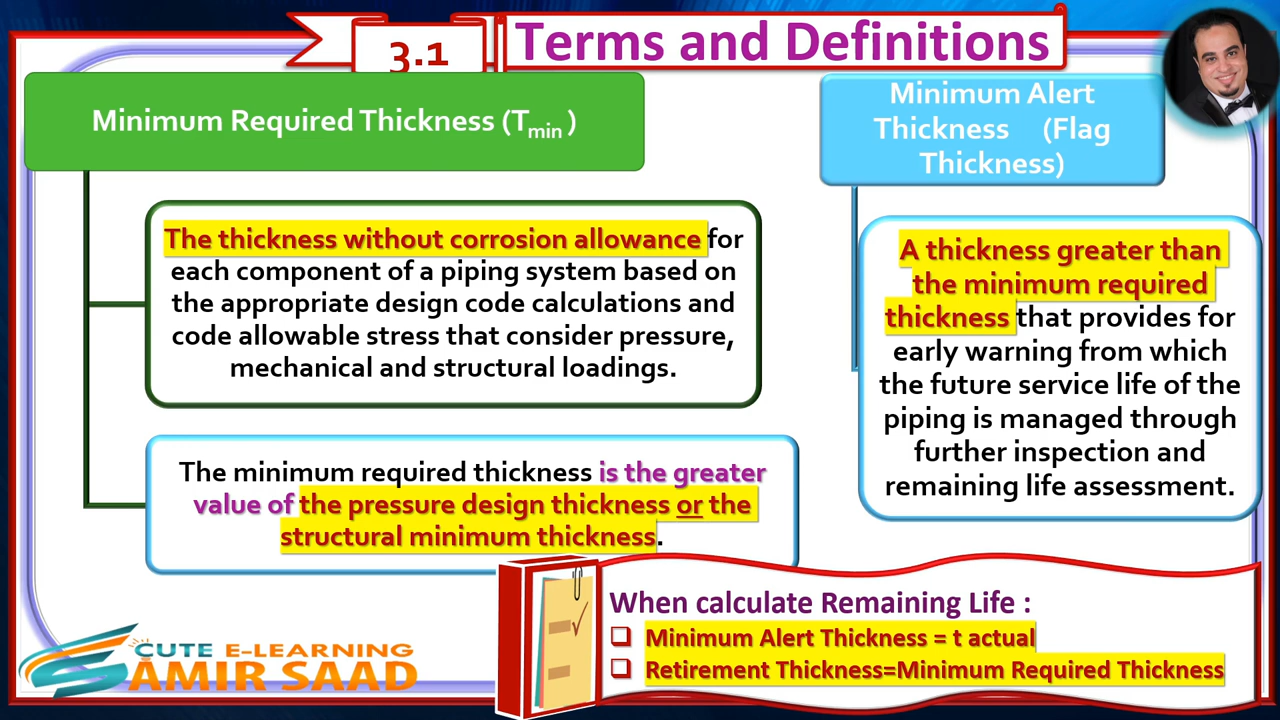 3.1
Terms and Definitions
Minimum Required Thickness (Tmin )
The thickness without corrosion allowance for
each component of a piping system based on
the appropriate design code calculations and
code allowable stress that consider pressure,
mechanical and structural loadings.
The minimum required thickness is the greater
value of the pressure design thickness or the
structural minimum thickness.
Minimum Alert
Thickness (Flag
Thickness)
A thickness greater than
the minimum required
thickness that provides for
early warning from which
the future service life of the
piping is managed through
further inspection and
remaining life assessment.
When calculate Remaining Life :
Minimum Alert Thickness = t actual
Retirement Thickness=Minimum Required Thickness
CUTE E-LEARNING
AMIR SAAD